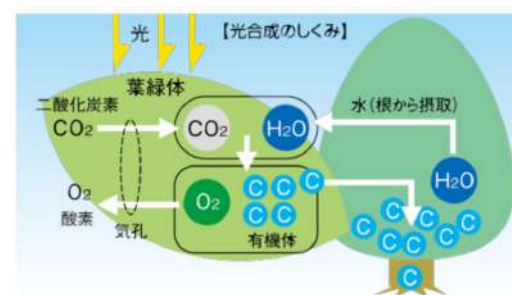 光
【光合成のしくみ】
葉緑体
二酸化炭素
CO2
CO2
H2O
水(根から摂取)
H2O
O2
酸素
気孔
O2
C C C
C C
有機体
C C C C C C C
C